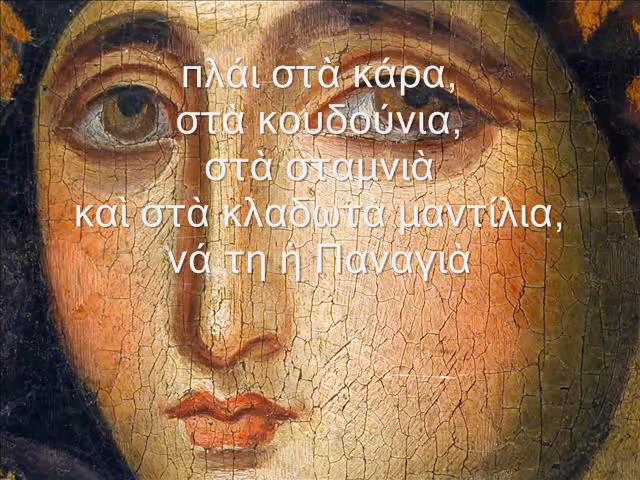 πλάι στὰ κάρα,
στὰ κουδούνια,
στὰ σταμνιὰ
καὶ στὰ κλαδωτὰ μαντίλια,
νά τη ἡ Παναγιὰ